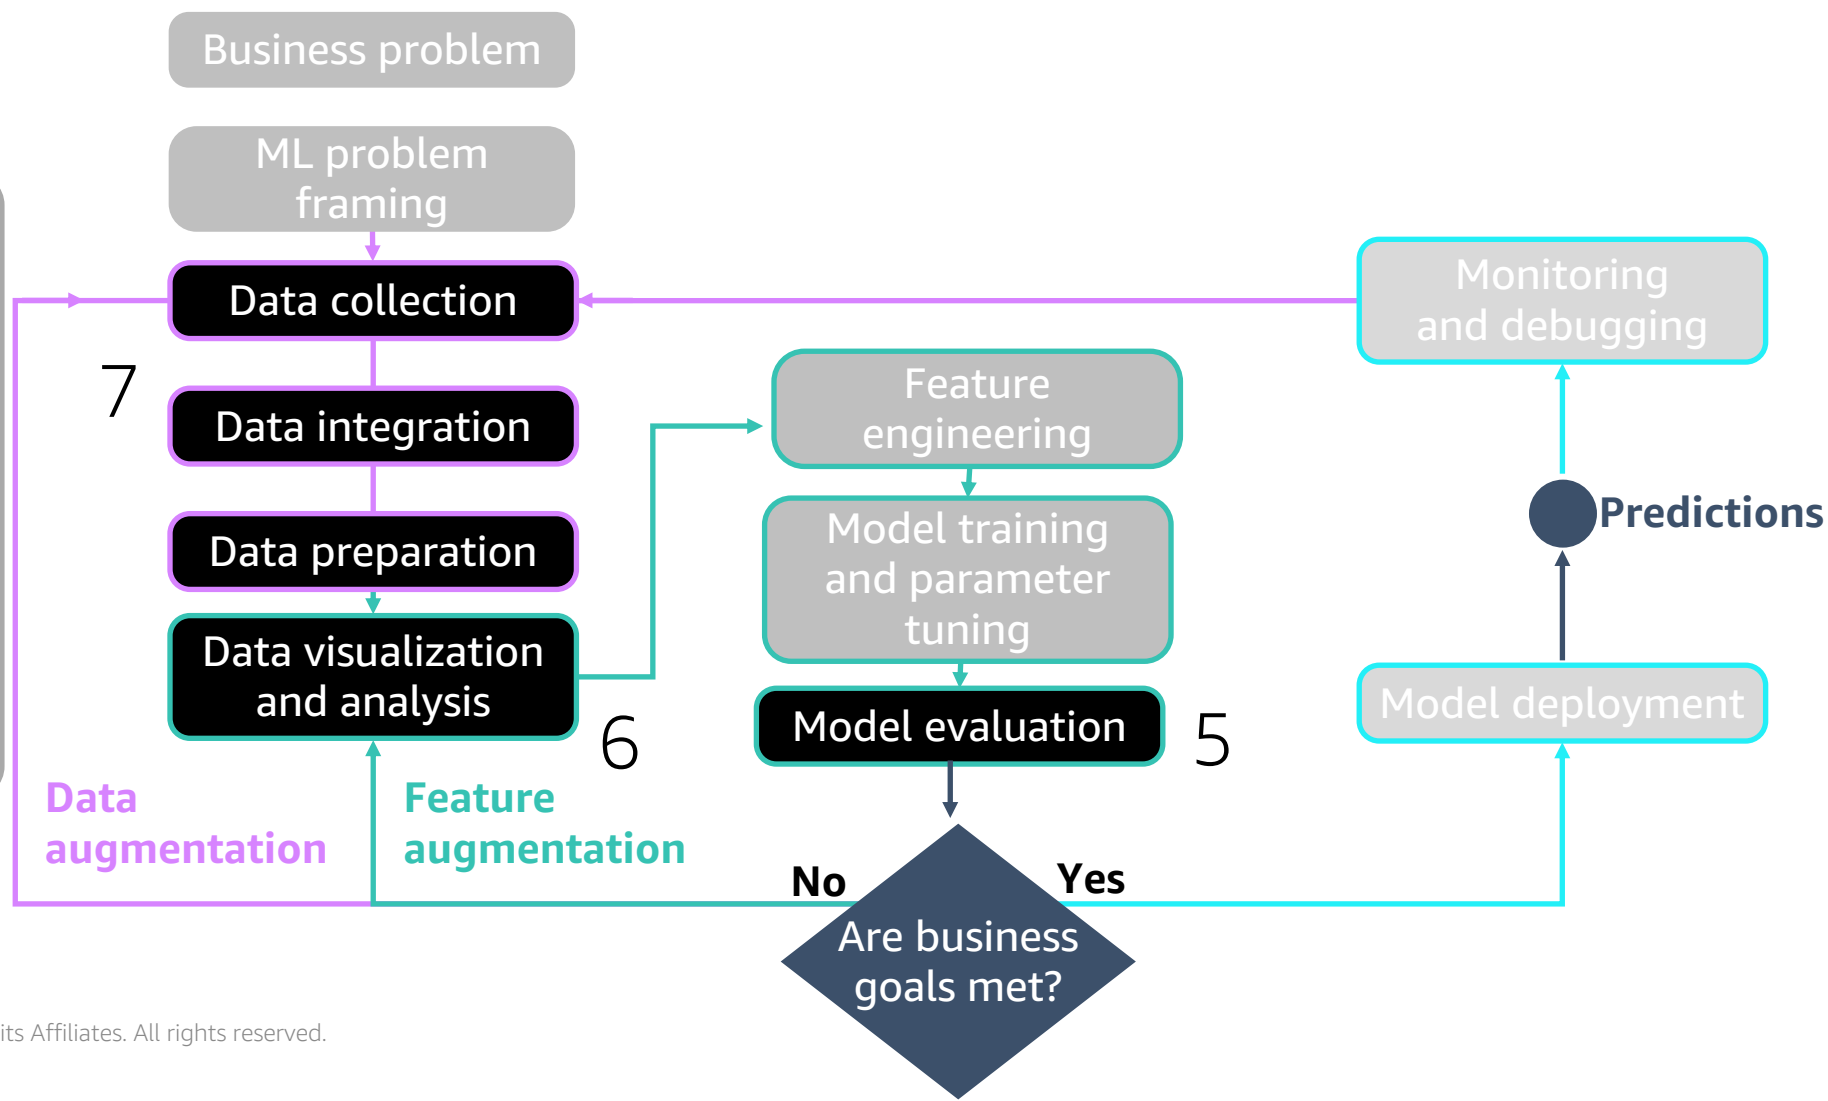 Business problem
ML problem
framing
Data collection
7
Data integration
Data preparation
Data visualization
and analysis
6
Data
augmentation
Feature
augmentation
Feature
engineering
Model training
and parameter
tuning
Model evaluation
5
No
Yes
Are business
goals met?
Monitoring
and debugging
Predictions
Model deployment
its Affiliates. All rights reserved.